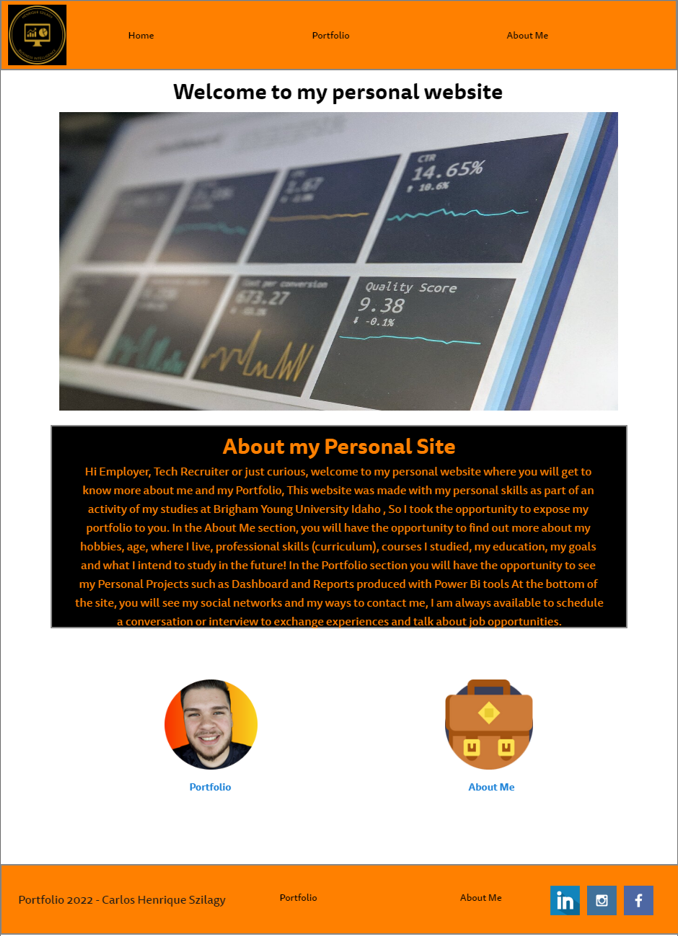 Home
Portfolio
About Me
Welcome to my personal website
CTR
14.65%
10.6%
1.67
Cost per conversion
673.27
Quality Score
9.38
-0.1%
About my Personal Site
Hi Employer, Tech Recruiter or just curious, welcome to my personal website where you will get to
know more about me and my Portfolio, This website was made with my personal skills as part of an
activity of my studies at Brigham Young University Idaho , So I took the opportunity to expose my
portfolio to you. In the About Me section, you will have the opportunity to find out more about my
hobbies, age, where I live, professional skills (curriculum), courses I studied, my education, my goals
and what I intend to study in the future! In the Portfolio section you will have the opportunity to see
my Personal Projects such as Dashboard and Reports produced with Power Bi tools At the bottom of
the site, you will see my social networks and my ways to contact me, I am always available to schedule
a conversation or interview to exchange experiences and talk about job opportunities.
Portfolio
About Me
Portfolio 2022 - Carlos Henrique Szilagy
Portfolio
About Me
in
f